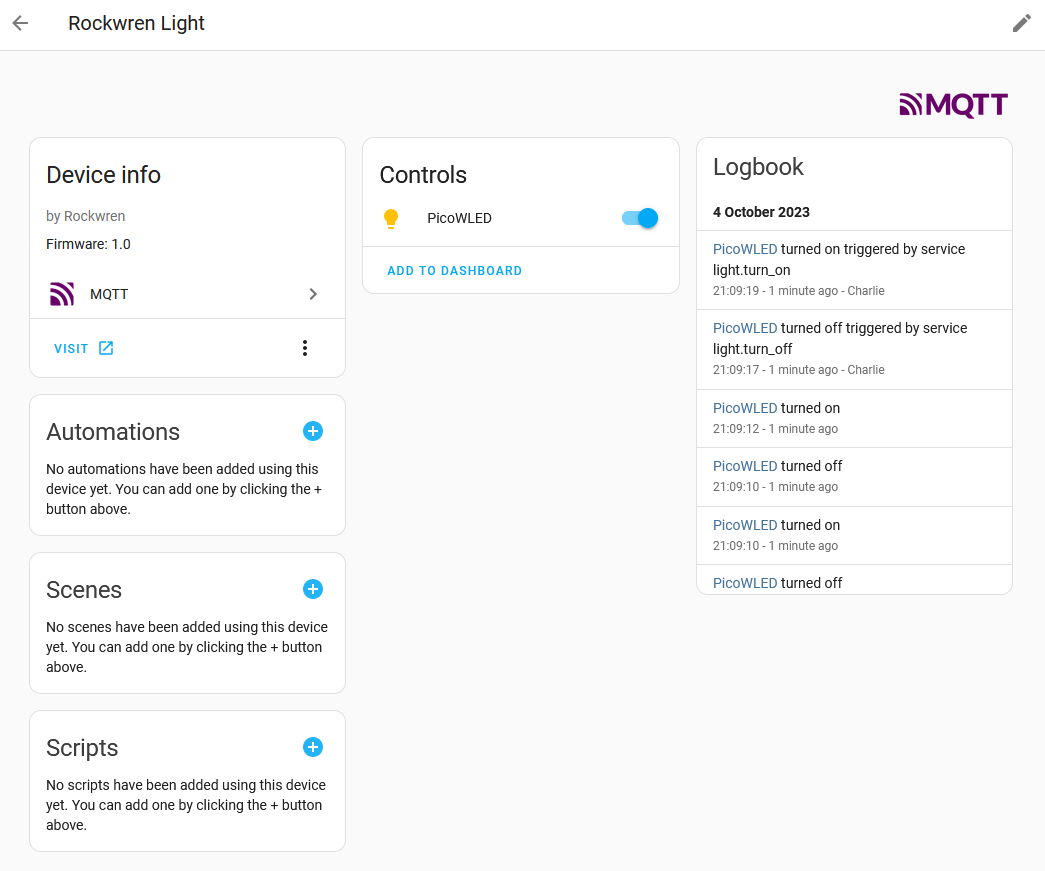 Rockwren Light
MQTT
Device info
by Rockwren
Firmware: 1.0
MQTT
VISIT
Automations
No automations have been added using this
device yet. You can add one by clicking the +
button above.
Scenes
No scenes have been added using this device
yet. You can add one by clicking the + button
above.
Scripts
No scripts have been added using this device
yet. You can add one by clicking the + button
above.
Controls
PicoWLED
ADD TO DASHBOARD
Logbook
4 October 2023
PicoWLED turned on triggered by service
light.turn_on
21:09:19 - 1 minute ago - Charlie
PicoWLED turned off triggered by service
light.turn_off
21:09:17 - 1 minute ago - Charlie
PicoWLED turned on
21:09:12 - 1 minute ago
PicoWLED turned off
21:09:10 - 1 minute ago
PicoWLED turned on
21:09:10 - 1 minute ago
PicoWLED turned off